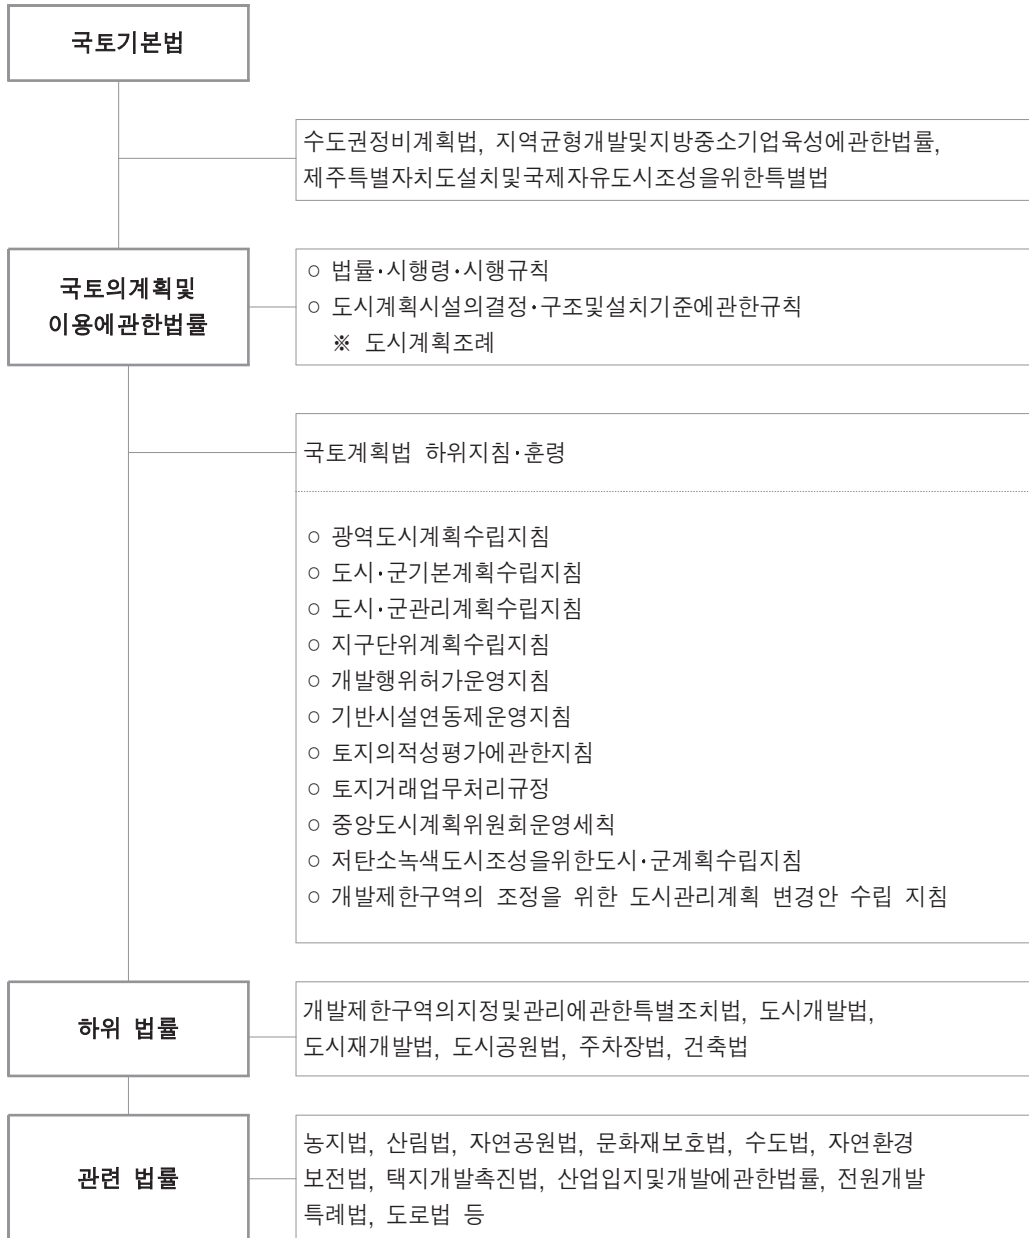 국토기본법
수도권정비계획법, 지역균형개발및지방중소기업육성에관한법률,
제주특별자치도설치및국제자유도시조성을위한특별법
국토의계획및
이용에관한법률
○ 법률·시행령·시행규칙
○ 도시계획시설의결정·구조및설치기준에관한규칙
※ 도시계획조례
국토계획법 하위지침·훈령
○ 광역도시계획수립지침
○ 도시·군기본계획수립지침
○ 도시·군관리계획수립지침
○ 지구단위계획수립지침
○ 개발행위허가운영지침
○ 기반시설연동제운영지침
○ 토지의적성평가에관한지침
○ 토지거래업무처리규정
○ 중앙도시계획위원회운영세칙
○ 저탄소녹색도시조성을위한도시·군계획수립지침
○ 개발제한구역의 조정을 위한 도시관리계획 변경안 수립 지침
하위 법률
개발제한구역의지정및관리에관한특별조치법, 도시개발법,
도시재개발법, 도시공원법, 주차장법, 건축법
관련 법률
농지법, 산림법, 자연공원법, 문화재보호법, 수도법, 자연환경
보전법, 택지개발촉진법, 산업입지및개발에관한법률, 전원개발
특례법, 도로법 등